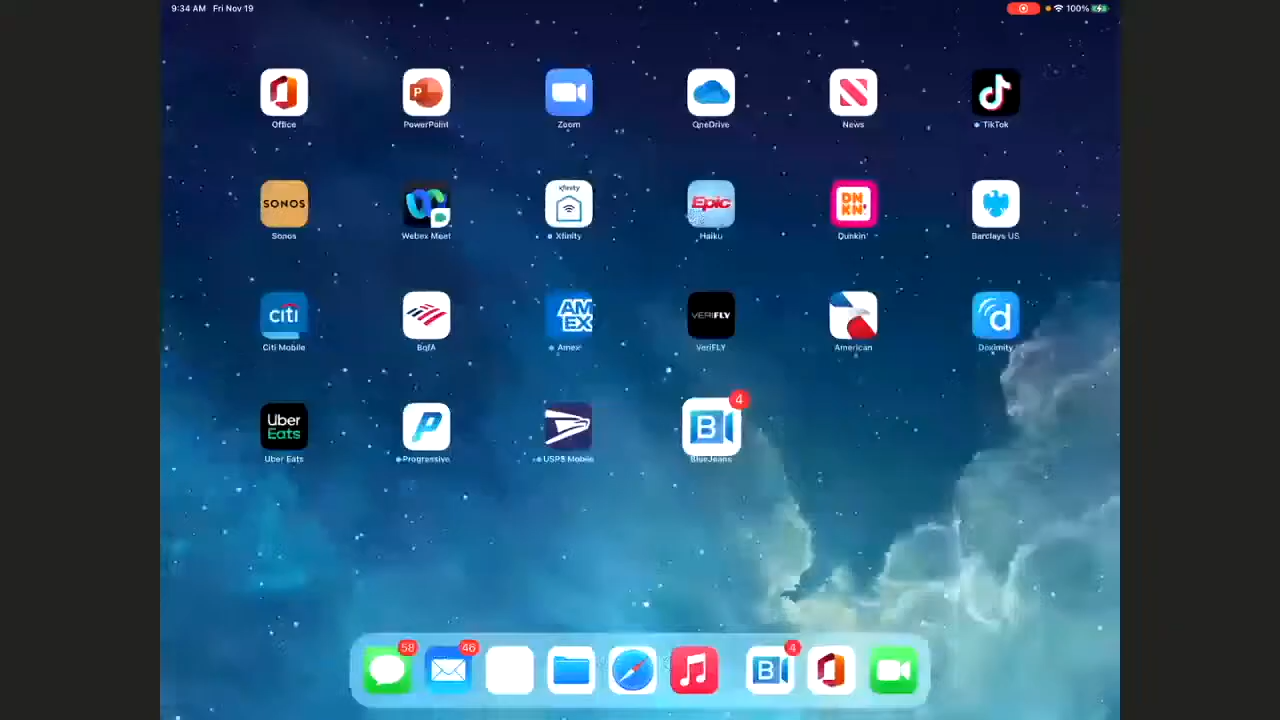 9:34 AM Fri Nov 19
100%
Office
P
PowerPoint
Zoom
OneDrive
News
TikTok
SONOS
Sonos
Webex Meet
xfinity
Xfinity
Epic
Haiku
DN
KN'
Dunkin'
Barclays US
citi
Citi Mobile
BofA
AM
EX
Amex
VERIFLY
VeriFLY
American
d
Doximity
Uber
Eats
Uber Eats
P
Progressive
USPS Mobile
B
4
BlueJeans
58
46
B
4